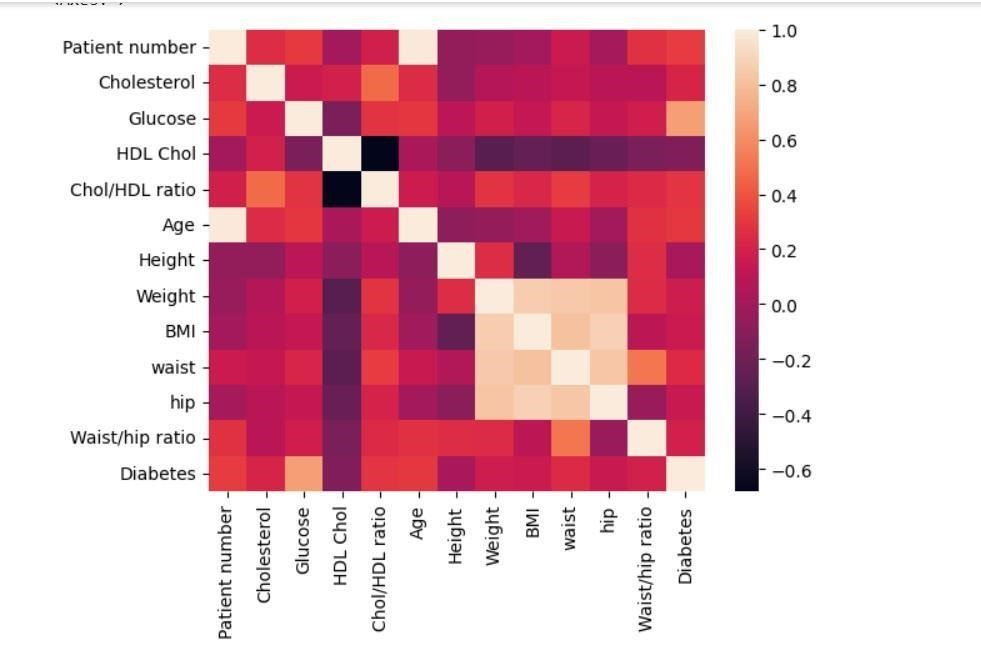 Patient number
Cholesterol
Glucose
HDL Chol
Chol/HDL ratio
Age
Height
Weight
BMI
waist
hip
Waist/hip ratio
Diabetes
Patient number
Cholesterol
Glucose
HDL Chol
Chol/HDL ratio
Age
Height
Weight
BMI
waist
hip
Waist/hip ratio
Diabetes
1.0
0.8
0.6
0.4
0.2
0.0
−0.2
−0.4
−0.6